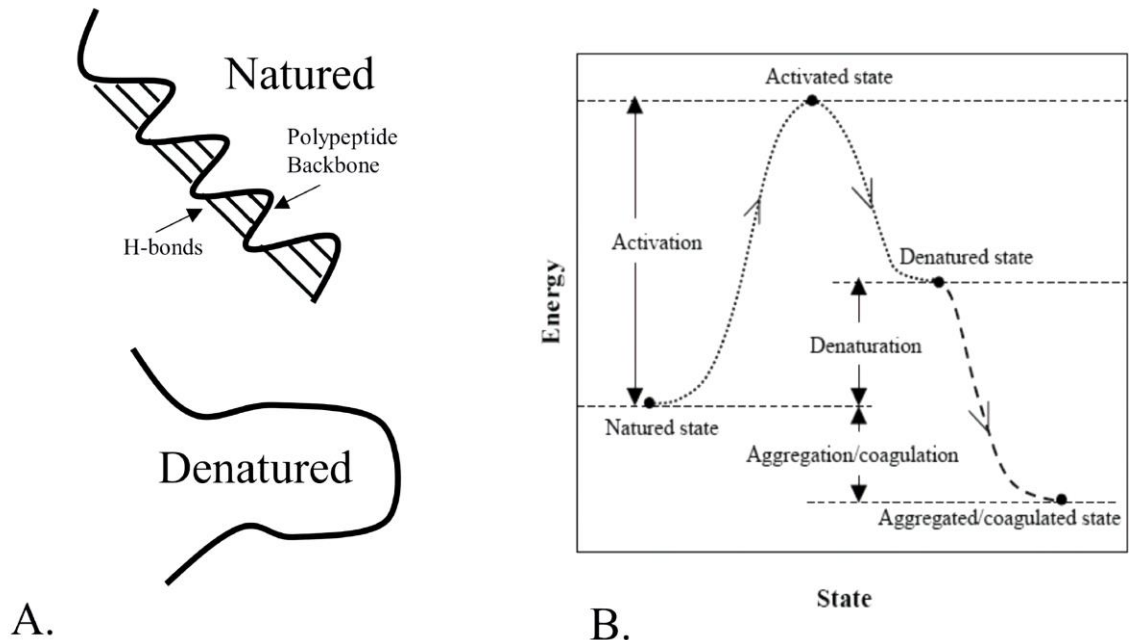 Natured
Polypeptide
Backbone
H-bonds
Denatured
A.
Activated state
Activation
Denatured state
Energy
Denaturation
Natured state
Aggregation/coagulation
Aggregated/coagulated state
State
B.